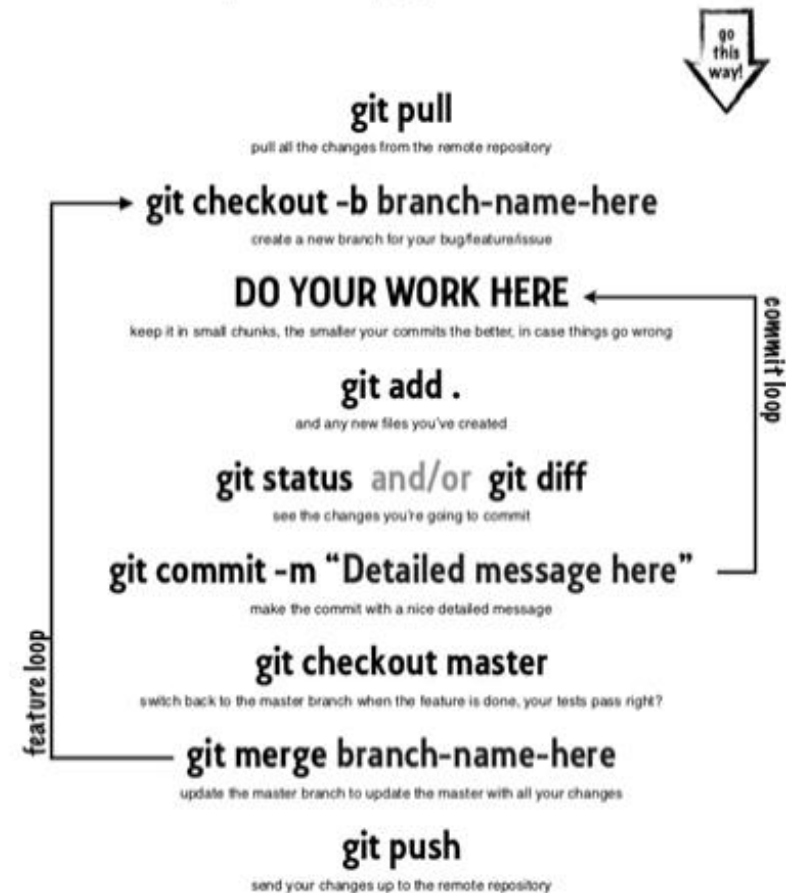 go
this
way!
git pull
pull all the changes from the remote repository
git checkout -b branch-name-here
create a new branch for your bug/feature/issue
DO YOUR WORK HERE
keep it in small chunks, the smaller your commits the better, in case things go wrong
commit loop
git add .
and any new files you've created
git status and/or git diff
see the changes you're going to commit
git commit -m “Detailed message here”
make the commit with a nice detailed message
git checkout master
switch back to the master branch when the feature is done, your tests pass right?
feature loop
git merge branch-name-here
update the master branch to update the master with all your changes
git push
send your changes up to the remote repository